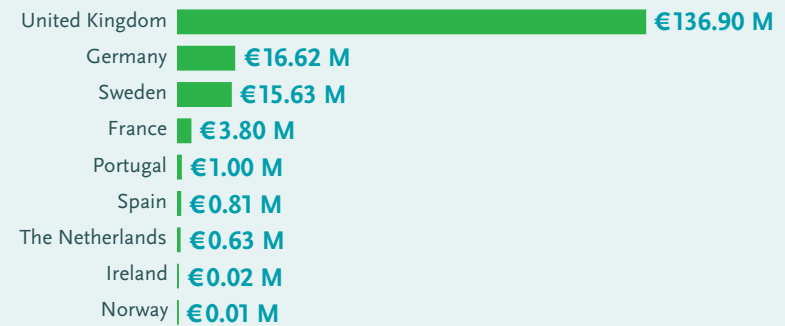 United Kingdom €136.90 M
Germany €16.62 M
Sweden €15.63 M
France €3.80 M
Portugal €1.00 M
Spain €0.81 M
The Netherlands €0.63 M
Ireland €0.02 M
Norway €0.01 M